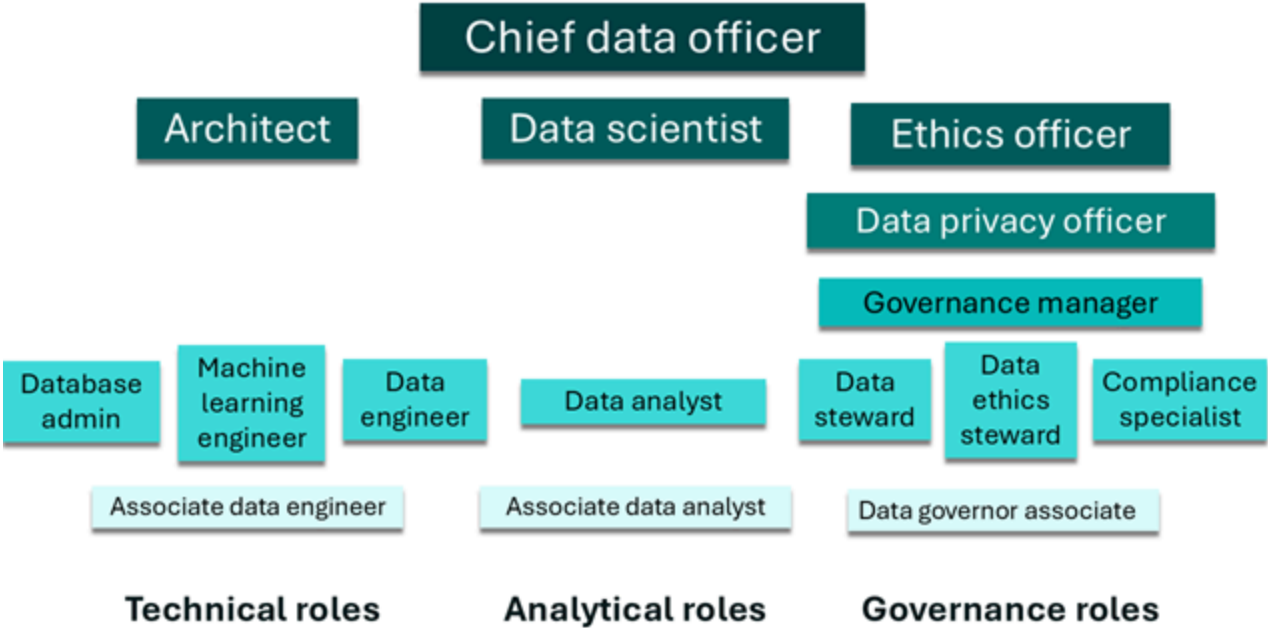 Chief data officer
Architect
Data scientist
Ethics officer
Data privacy officer
Governance manager
Database
admin
Machine
learning
engineer
Data
engineer
Data analyst
Data
steward
Data
ethics
steward
Compliance
specialist
Associate data engineer
Associate data analyst
Data governor associate
Technical roles
Analytical roles
Governance roles